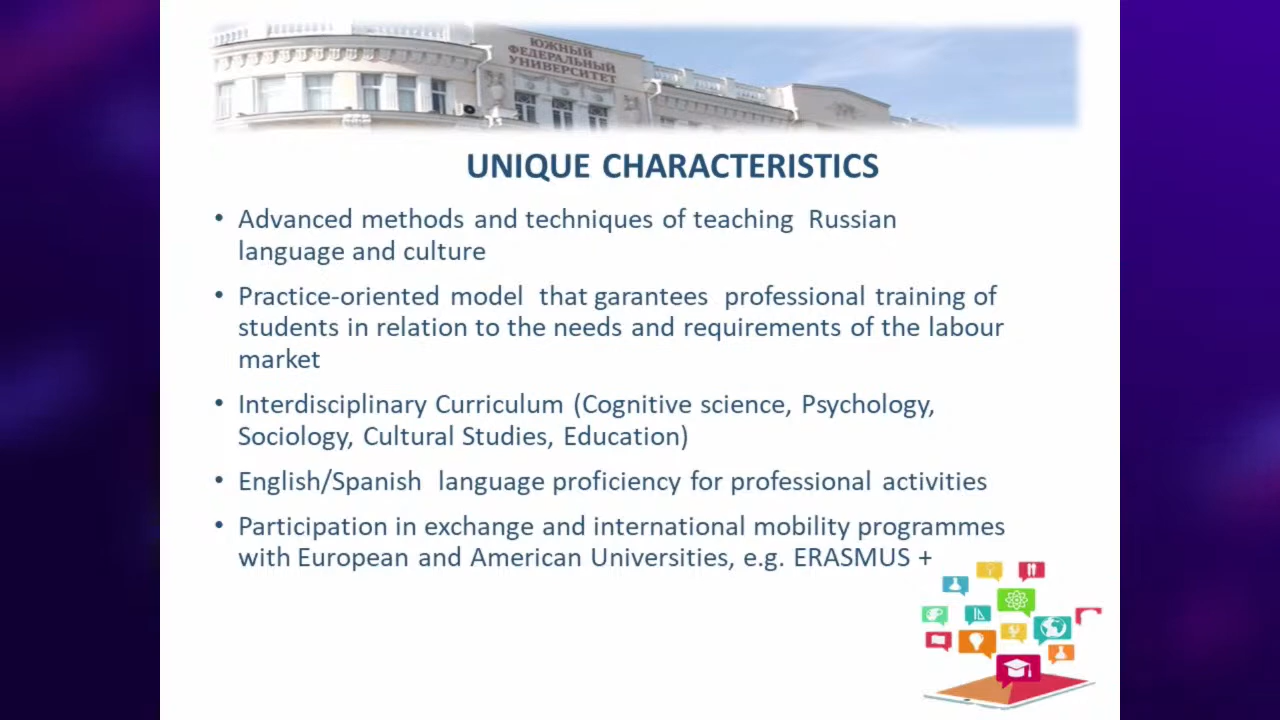 ЮЖНЫЙ
ФЕДЕРАЛЬНЫЙ
УНИВЕРСИТЕТ
UNIQUE CHARACTERISTICS
• Advanced methods and techniques of teaching Russian
language and culture
• Practice-oriented model that garantees professional training of
students in relation to the needs and requirements of the labour
market
• Interdisciplinary Curriculum (Cognitive science, Psychology,
Sociology, Cultural Studies, Education)
• English/Spanish language proficiency for professional activities
• Participation in exchange and international mobility programmes
with European and American Universities, e.g. ERASMUS +